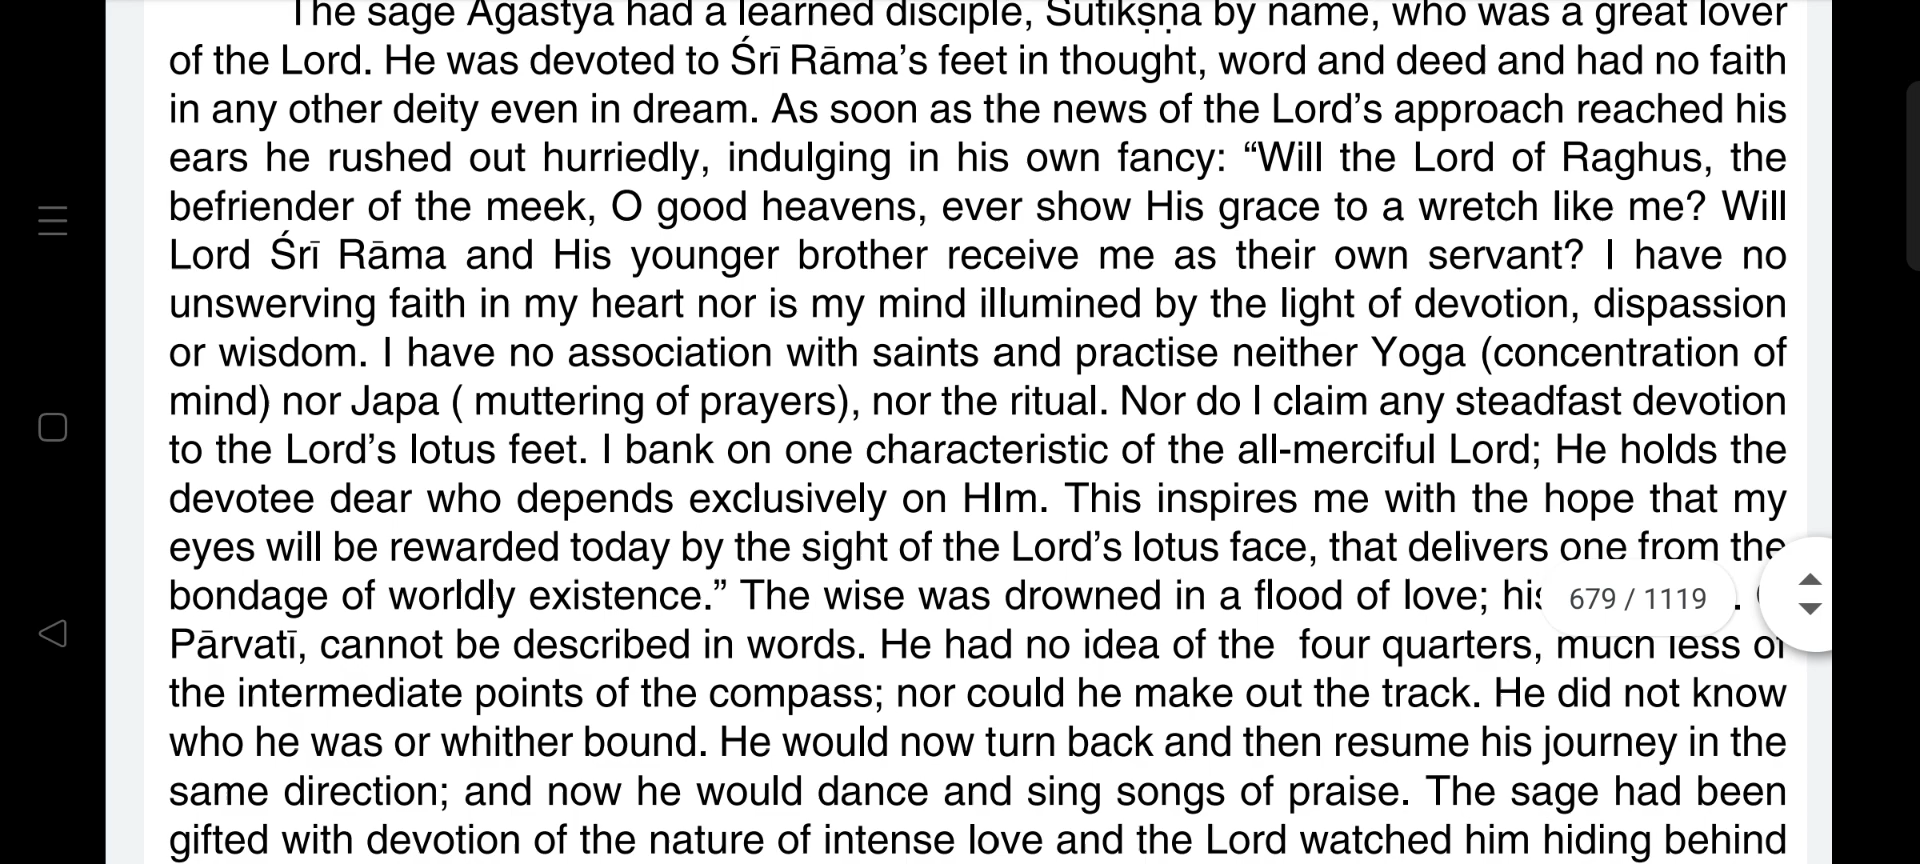 The sage Agastya had a learned disciple, Sutīkṣṇa by name, who was a great lover
of the Lord. He was devoted to Śrī Rāma’s feet in thought, word and deed and had no faith
in any other deity even in dream. As soon as the news of the Lord’s approach reached his
ears he rushed out hurriedly, indulging in his own fancy: “Will the Lord of Raghus, the
befriender of the meek, O good heavens, ever show His grace to a wretch like me? Will
Lord Śrī Rāma and His younger brother receive me as their own servant? I have no
unswerving faith in my heart nor is my mind illumined by the light of devotion, dispassion
or wisdom. I have no association with saints and practise neither Yoga (concentration of
mind) nor Japa ( muttering of prayers), nor the ritual. Nor do I claim any steadfast devotion
to the Lord’s lotus feet. I bank on one characteristic of the all-merciful Lord; He holds the
devotee dear who depends exclusively on HIm. This inspires me with the hope that my
eyes will be rewarded today by the sight of the Lord’s lotus face, that delivers one from the
bondage of worldly existence.” The wise was drowned in a flood of love; his
679 / 1119
Pārvatī, cannot be described in words. He had no idea of the four quarters, much less of
the intermediate points of the compass; nor could he make out the track. He did not know
who he was or whither bound. He would now turn back and then resume his journey in the
same direction; and now he would dance and sing songs of praise. The sage had been
gifted with devotion of the nature of intense love and the Lord watched him hiding behind